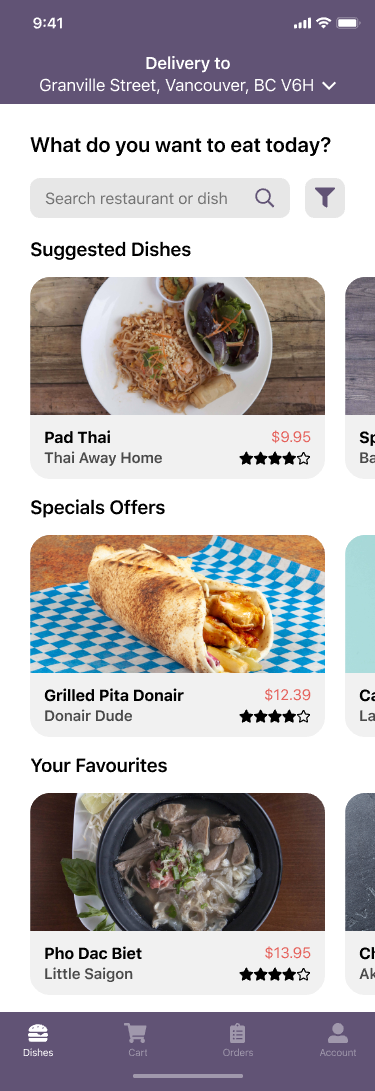 9:41
Delivery to
Granville Street, Vancouver, BC V6H
What do you want to eat today?
Search restaurant or dish
Suggested Dishes
Pad Thai $9.95 Sp
Thai Away Home Ba
Specials Offers
Grilled Pita Donair $12.39 Ca
Donair Dude La
Your Favourites
Pho Dac Biet $13.95 Ch
Little Saigon Ak
Dishes Cart Orders Account